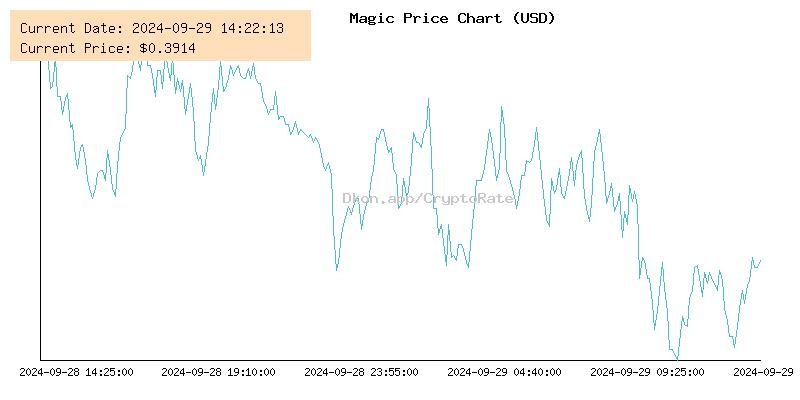 Magic Price Chart (USD)
Current Date: 2024-09-29 14:22:13
Current Price: $0.3914
Dkon.app/CryptoRate
2024-09-28 14:25:00 2024-09-28 19:10:00 2024-09-28 23:55:00 2024-09-29 04:40:00 2024-09-29 09:25:00 2024-09-29